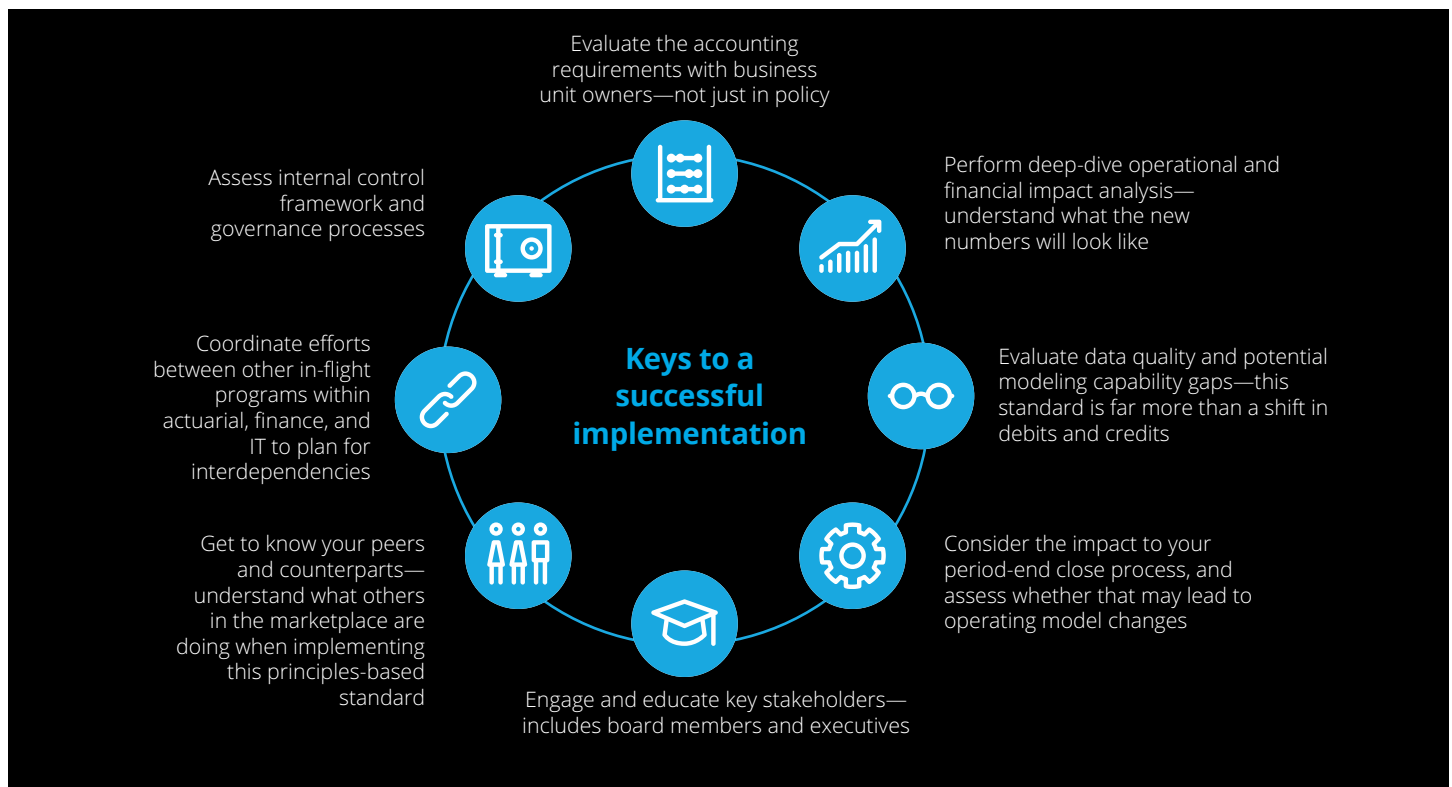 Evaluate the accounting
requirements with business
unit owners—not just in policy
Perform deep-dive operational and
financial impact analysis—
understand what the new
numbers will look like
Evaluate data quality and potential
modeling capability gaps—this
standard is far more than a shift in
debits and credits
Consider the impact to your
period-end close process, and
assess whether that may lead to
operating model changes
Engage and educate key stakeholders—
includes board members and executives
Get to know your peers
and counterparts—
understand what others
in the marketplace are
doing when implementing
this principles-based
standard
Coordinate efforts
between other in-flight
programs within
actuarial, finance, and
IT to plan for
interdependencies
Assess internal control
framework and
governance processes
Keys to a
successful
implementation